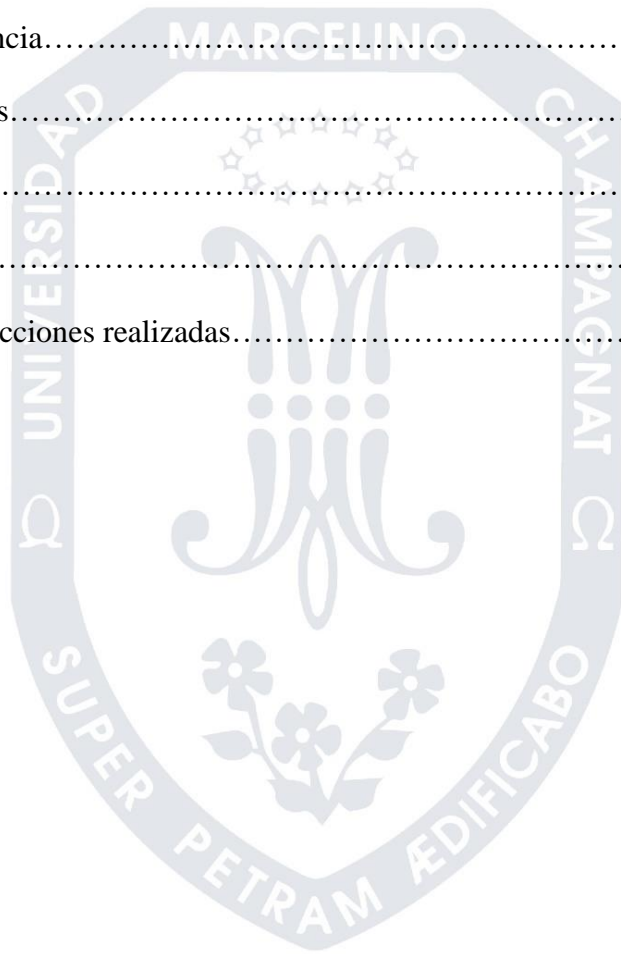 ncia……………………………………………
s………………………………………………………
………………………………………………………
………………………………………………………
cciones realizadas……………………………
UNIVERSIDAD MARCELINO CHAMPAGNAT
Ω SUPER PETRAM ÆDIFICABO Ω